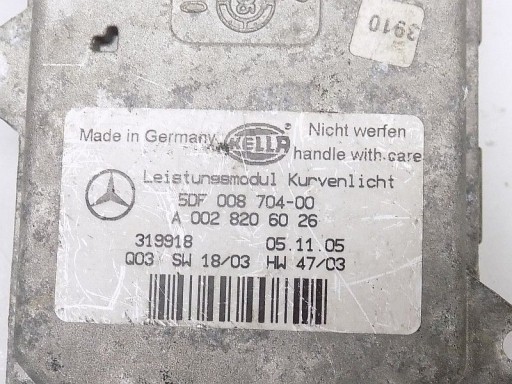 3910
Made in Germany
HELLA
Nicht werfen
handle with care
Leistungsmodul Kurvenlicht
5DF 008 704-00
A 002 820 60 26
319918 05.11.05
Q03 SW 18/03 HW 47/03